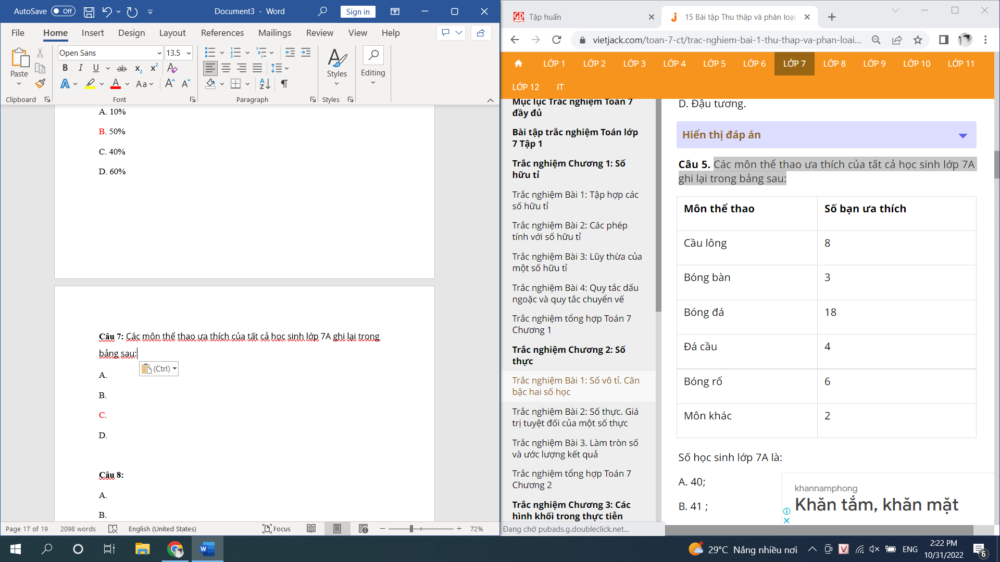 AutoSave Off Document3 - Word Sign in
File Home Insert Design Layout References Mailings Review View Help
Paste
Clipboard
Open Sans 13.5
B I U ab x2 x2
A A Aa A A
Font
Paragraph
Styles
Styles
Editing
A. 10%
B. 50%
C. 40%
D. 60%
Câu 7: Các môn thể thao ưa thích của tất cả học sinh lớp 7A ghi lại trong
bảng sau:
(Ctrl)
A.
B.
C.
D.
Câu 8:
A.
B.
Page 17 of 19 2098 words English (United States) Focus 72%
Tập huấn
15 Bài tập Thu thập và phân loại
vietjack.com/toan-7-ct/trac-nghiem-bai-1-thu-thap-va-phan-loai...
LỚP 1 LỚP 2 LỚP 3 LỚP 4 LỚP 5 LỚP 6 LỚP 7 LỚP 8 LỚP 9 LỚP 10 LỚP 11
LỚP 12 IT
Mục lục Trắc nghiệm Toán 7
đầy đủ
Bài tập trắc nghiệm Toán lớp
7 Tập 1
Trắc nghiệm Chương 1: Số
hữu tỉ
Trắc nghiệm Bài 1: Tập hợp các
số hữu tỉ
Trắc nghiệm Bài 2: Các phép
tính với số hữu tỉ
Trắc nghiệm Bài 3: Lũy thừa của
một số hữu tỉ
Trắc nghiệm Bài 4: Quy tắc dấu
ngoặc và quy tắc chuyển vế
Trắc nghiệm tổng hợp Toán 7
Chương 1
Trắc nghiệm Chương 2: Số
thực
Trắc nghiệm Bài 1: Số vô tỉ. Căn
bậc hai số học
Trắc nghiệm Bài 2: Số thực. Giá
trị tuyệt đối của một số thực
Trắc nghiệm Bài 3. Làm tròn số
và ước lượng kết quả
Trắc nghiệm tổng hợp Toán 7
Chương 2
Trắc nghiệm Chương 3: Các
hình khối trong thực tiễn
Đang chờ pubads.g.doubleclick.net...
D. Đậu tương.
Hiển thị đáp án
Câu 5. Các môn thể thao ưa thích của tất cả học sinh lớp 7A
ghi lại trong bảng sau:
Môn thể thao Số bạn ưa thích
Cầu lông 8
Bóng bàn 3
Bóng đá 18
Đá cầu 4
Bóng rổ 6
Môn khác 2
Số học sinh lớp 7A là:
A. 40;
B. 41 ;
khannamphong
Khăn tắm, khăn mặt
29°C Nắng nhiều nơi ENG
2:22 PM
10/31/2022
6